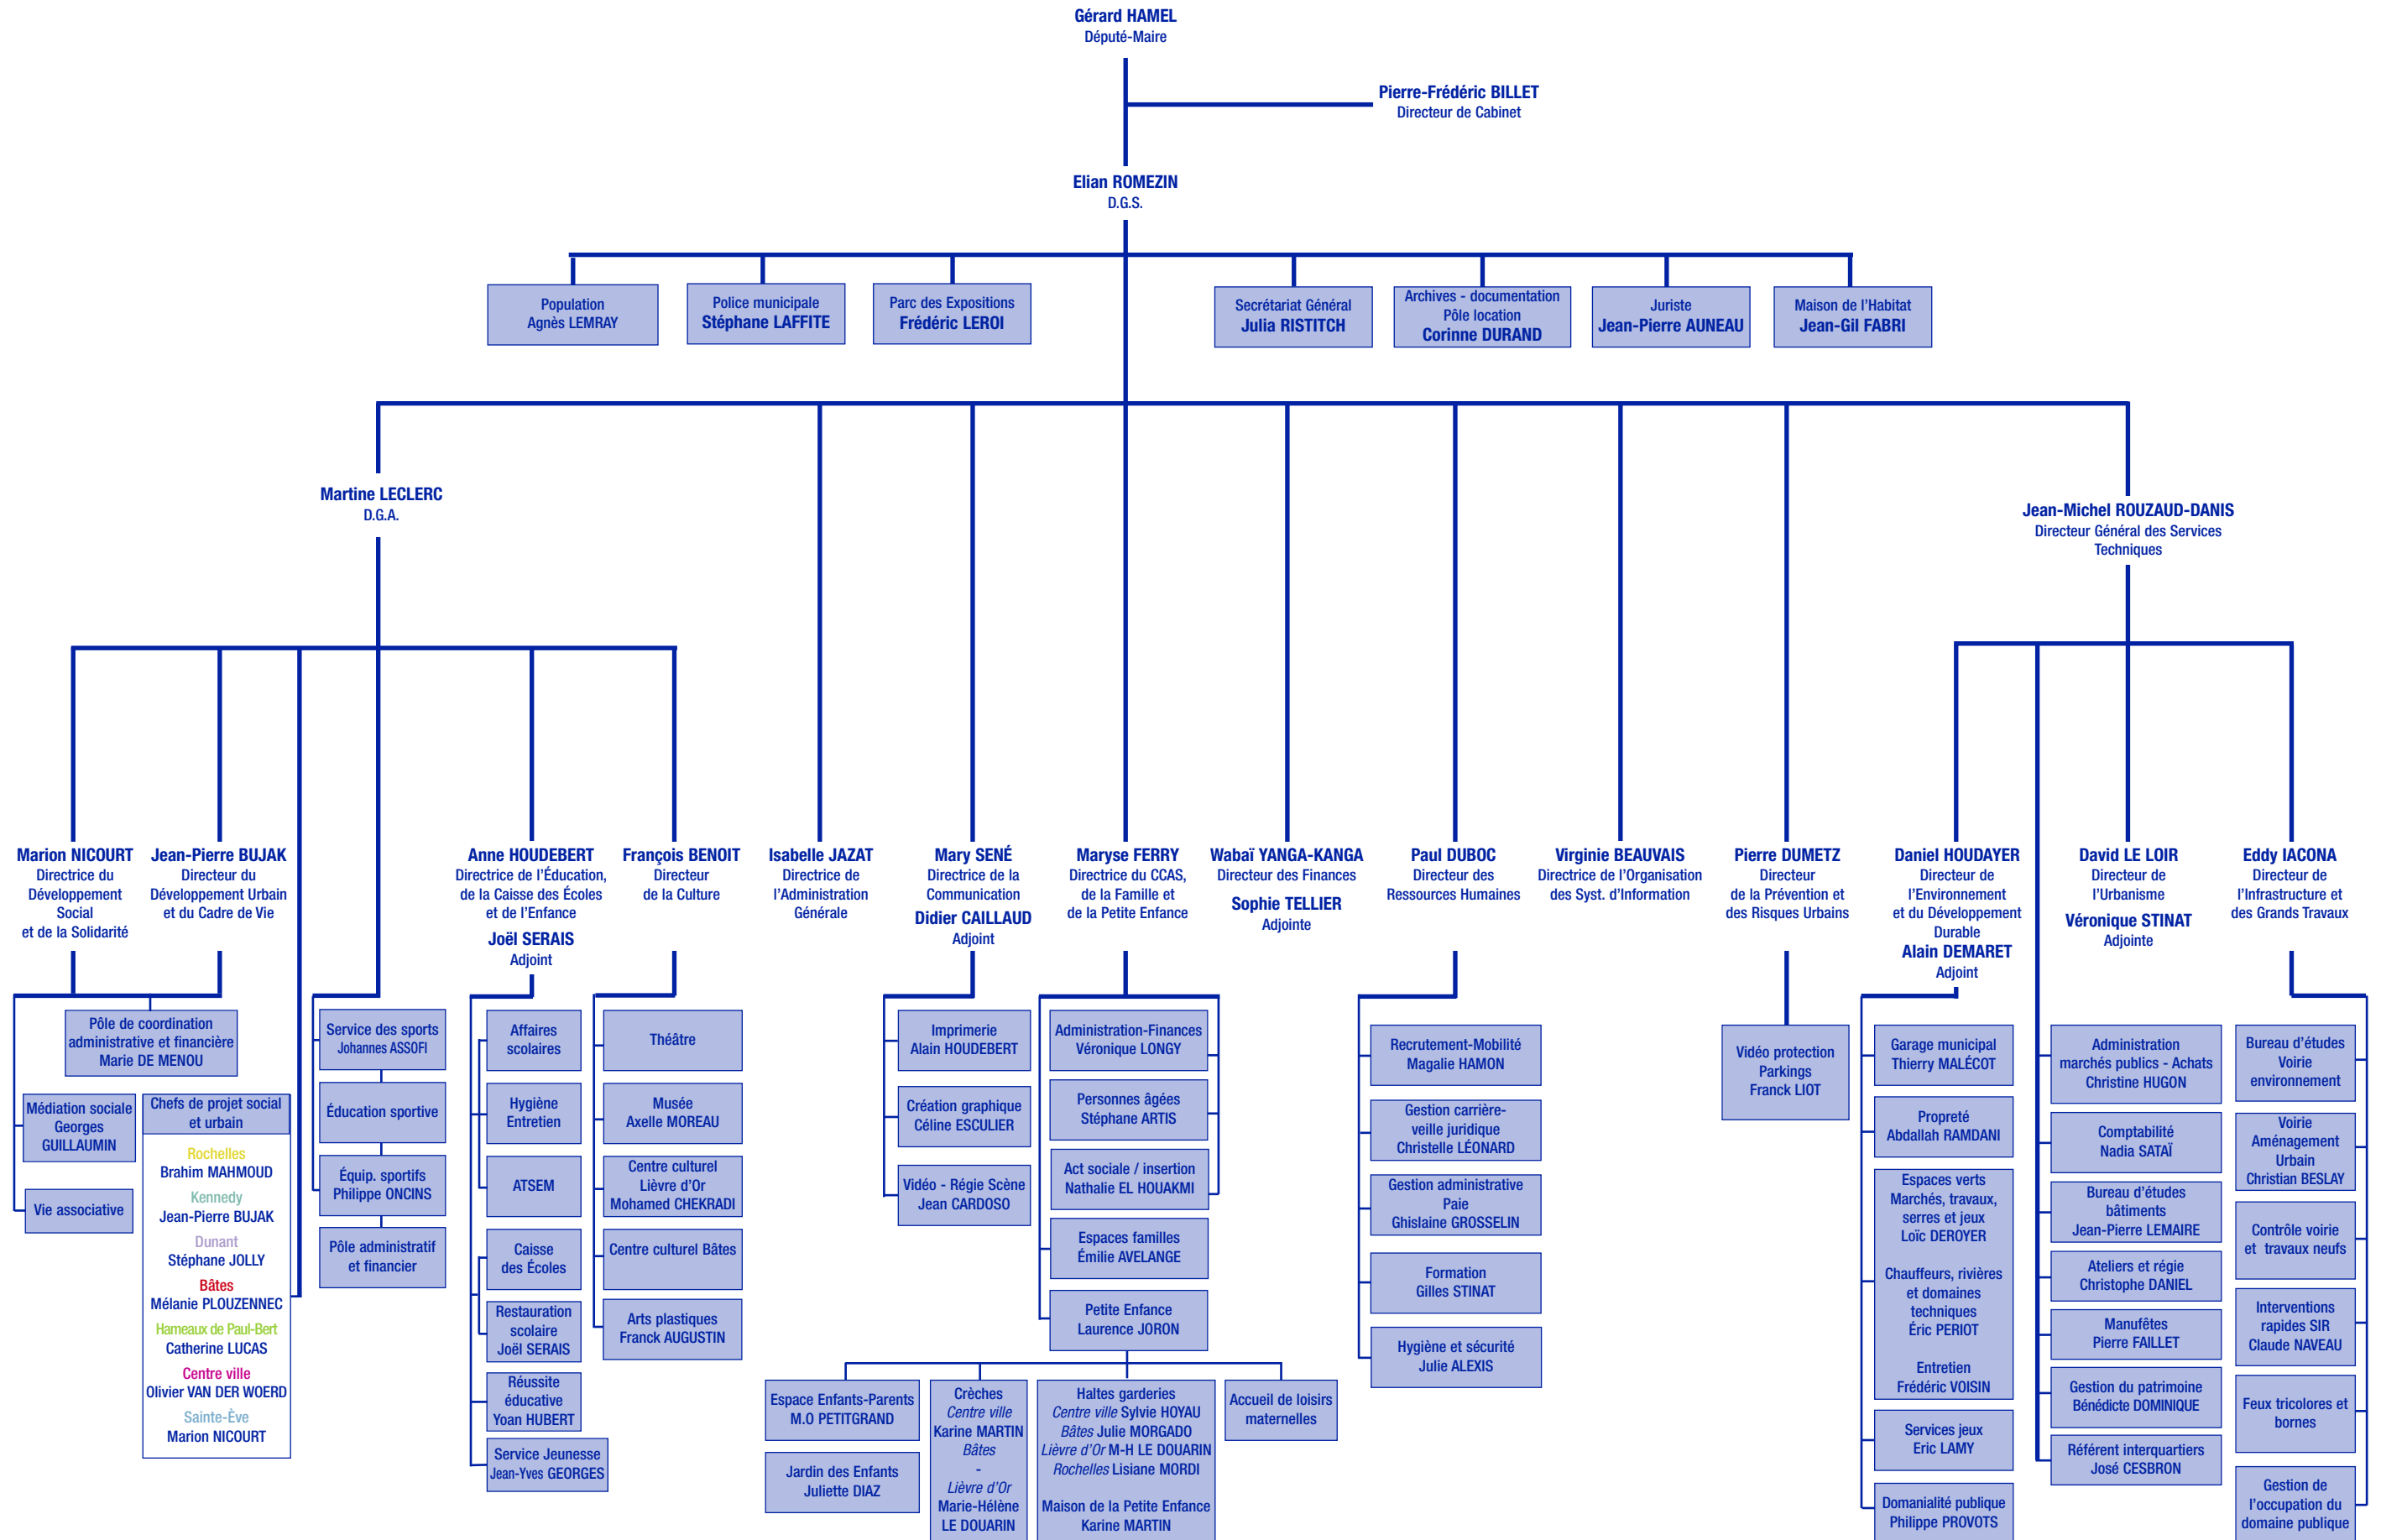 Gérard HAMEL
Député-Maire
Pierre-Frédéric BILLET
Directeur de Cabinet
Elian ROMEZIN
D.G.S.
Population
Agnès LEMRAY
Police municipale
Stéphane LAFFITE
Parc des Expositions
Frédéric LEROI
Secrétariat Général
Julia RISTITCH
Archives - documentation
Pôle location
Corinne DURAND
Juriste
Jean-Pierre AUNEAU
Maison de l'Habitat
Jean-Gil FABRI
Martine LECLERC
D.G.A.
Jean-Michel ROUZAUD-DANIS
Directeur Général des Services
Techniques
Marion NICOURT
Directrice du
Développement
Social
et de la Solidarité
Jean-Pierre BUJAK
Directeur du
Développement Urbain
et du Cadre de Vie
Anne HOUDEBERT
Directrice de l'Éducation,
de la Caisse des Écoles
et de l'Enfance
Joël SERAIS
Adjoint
François BENOIT
Directeur
de la Culture
Isabelle JAZAT
Directrice de
l'Administration
Générale
Mary SENÉ
Directrice de la
Communication
Didier CAILLAUD
Adjoint
Maryse FERRY
Directrice du CCAS,
de la Famille et
de la Petite Enfance
Wabaï YANGA-KANGA
Directeur des Finances
Sophie TELLIER
Adjointe
Paul DUBOC
Directeur des
Ressources Humaines
Virginie BEAUVAIS
Directrice de l'Organisation
des Syst. d'Information
Pierre DUMETZ
Directeur
de la Prévention et
des Risques Urbains
Daniel HOUDAYER
Directeur de
l'Environnement
et du Développement
Durable
Alain DEMARET
Adjoint
David LE LOIR
Directeur de
l'Urbanisme
Véronique STINAT
Adjointe
Eddy IACONA
Directeur de
l'Infrastructure et
des Grands Travaux
Pôle de coordination
administrative et financière
Marie DE MENOU
Médiation sociale
Georges
GUILLAUMIN
Vie associative
Chefs de projet social
et urbain
Rochelles
Brahim MAHMOUD
Kennedy
Jean-Pierre BUJAK
Dunant
Stéphane JOLLY
Bâtes
Mélanie PLOUZENNEC
Hameaux de Paul-Bert
Catherine LUCAS
Centre ville
Olivier VAN DER WOERD
Sainte-Ève
Marion NICOURT
Service des sports
Johannes ASSOFI
Éducation sportive
Équip. sportifs
Philippe ONCINS
Pôle administratif
et financier
Affaires
scolaires
Hygiène
Entretien
ATSEM
Caisse
des Écoles
Restauration
scolaire
Joël SERAIS
Réussite
éducative
Yoan HUBERT
Service Jeunesse
Jean-Yves GEORGES
Théâtre
Musée
Axelle MOREAU
Centre culturel
Lièvre d'Or
Mohamed CHEKRADI
Centre culturel Bâtes
Arts plastiques
Franck AUGUSTIN
Imprimerie
Alain HOUDEBERT
Création graphique
Céline ESCULIER
Vidéo - Régie Scène
Jean CARDOSO
Administration-Finances
Véronique LONGY
Personnes âgées
Stéphane ARTIS
Act sociale / insertion
Nathalie EL HOUAKMI
Espaces familles
Émilie AVELANGE
Petite Enfance
Laurence JORON
Espace Enfants-Parents
M.O PETITGRAND
Jardin des Enfants
Juliette DIAZ
Crèches
Centre ville
Karine MARTIN
Bâtes
-
Lièvre d'Or
Marie-Hélène
LE DOUARIN
Haltes garderies
Centre ville Sylvie HOYAU
Bâtes Julie MORGADO
Lièvre d'Or M-H LE DOUARIN
Rochelles Lisiane MORDI
Maison de la Petite Enfance
Karine MARTIN
Accueil de loisirs
maternelles
Recrutement-Mobilité
Magalie HAMON
Gestion carrière-
veille juridique
Christelle LÉONARD
Gestion administrative
Paie
Ghislaine GROSSELIN
Formation
Gilles STINAT
Hygiène et sécurité
Julie ALEXIS
Vidéo protection
Parkings
Franck LIOT
Garage municipal
Thierry MALÉCOT
Propreté
Abdallah RAMDANI
Espaces verts
Marchés, travaux,
serres et jeux
Loïc DEROYER
Chauffeurs, rivières
et domaines
techniques
Éric PERIOT
Entretien
Frédéric VOISIN
Services jeux
Eric LAMY
Domanialité publique
Philippe PROVOTS
Administration
marchés publics - Achats
Christine HUGON
Comptabilité
Nadia SATAÏ
Bureau d'études
bâtiments
Jean-Pierre LEMAIRE
Ateliers et régie
Christophe DANIEL
Manufêtes
Pierre FAILLET
Gestion du patrimoine
Bénédicte DOMINIQUE
Référent interquartiers
José CESBRON
Bureau d'études
Voirie
environnement
Voirie
Aménagement
Urbain
Christian BESLAY
Contrôle voirie
et travaux neufs
Interventions
rapides SIR
Claude NAVEAU
Feux tricolores et
bornes
Gestion de
l'occupation du
domaine publique